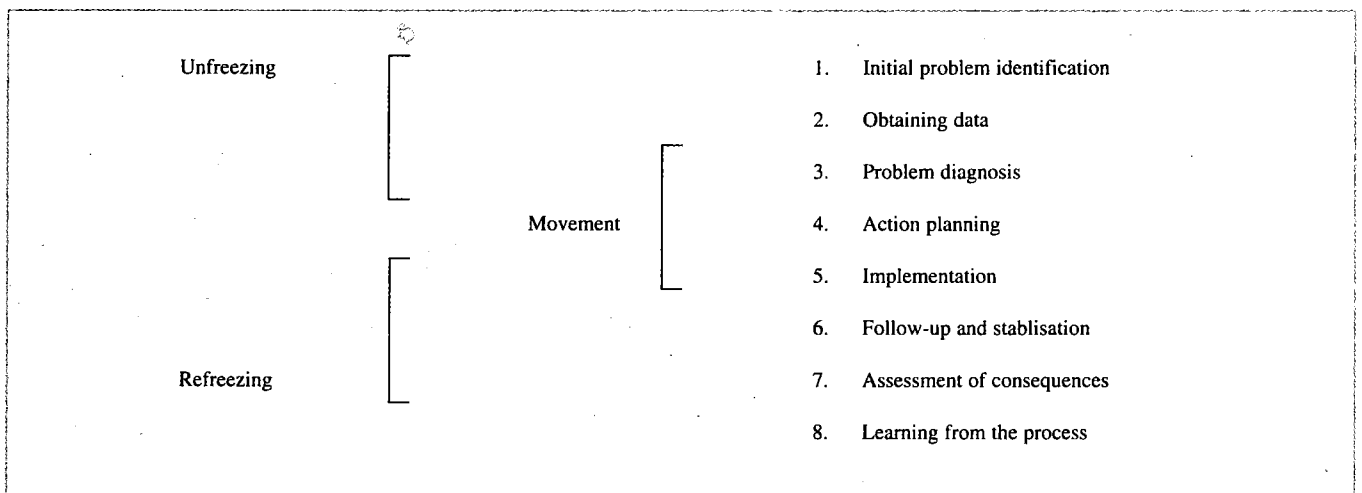 Unfreezing
Movement
Refreezing
1. Initial problem identification
2. Obtaining data
3. Problem diagnosis
4. Action planning
5. Implementation
6. Follow-up and stablisation
7. Assessment of consequences
8. Learning from the process